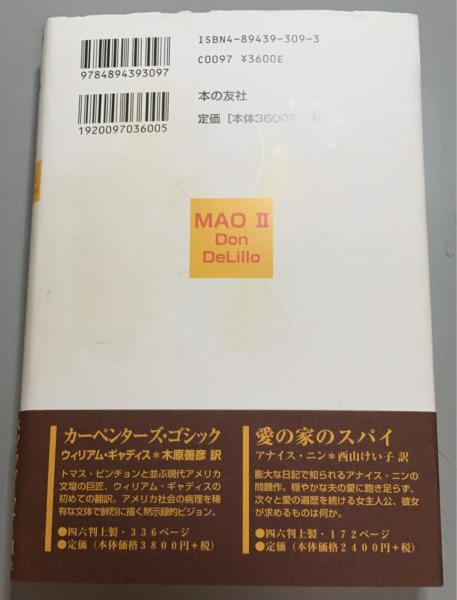 ISBN4-89439-309-3
C0097 ¥3600E
9784894393097
本の友社
定価 [本体3600円
1920097036005
MAO II
Don
DeLillo
カーペンターズ・ゴシック
ウィリアム・ギャディス＊木原善彦 訳
トマス・ピンチョンと並ぶ現代アメリカ
文壇の巨匠、ウィリアム・ギャディスの
初めての翻訳。アメリカ社会の病理を稀
有な文体で鮮烈に描く黙示録的ビジョン。
●四六判上製・336ページ
●定価（本体価格3800円＋税）
愛の家のスパイ
アナイス・ニン＊西山けい子 訳
膨大な日記で知られるアナイス・ニンの
問題作。穏やかな夫の愛に飽き足らず、
次々と愛の遍歴を続ける女主人公、彼女
が求めるものは何か。
●四六判上製・172ページ
●定価（本体価格2400円＋税）